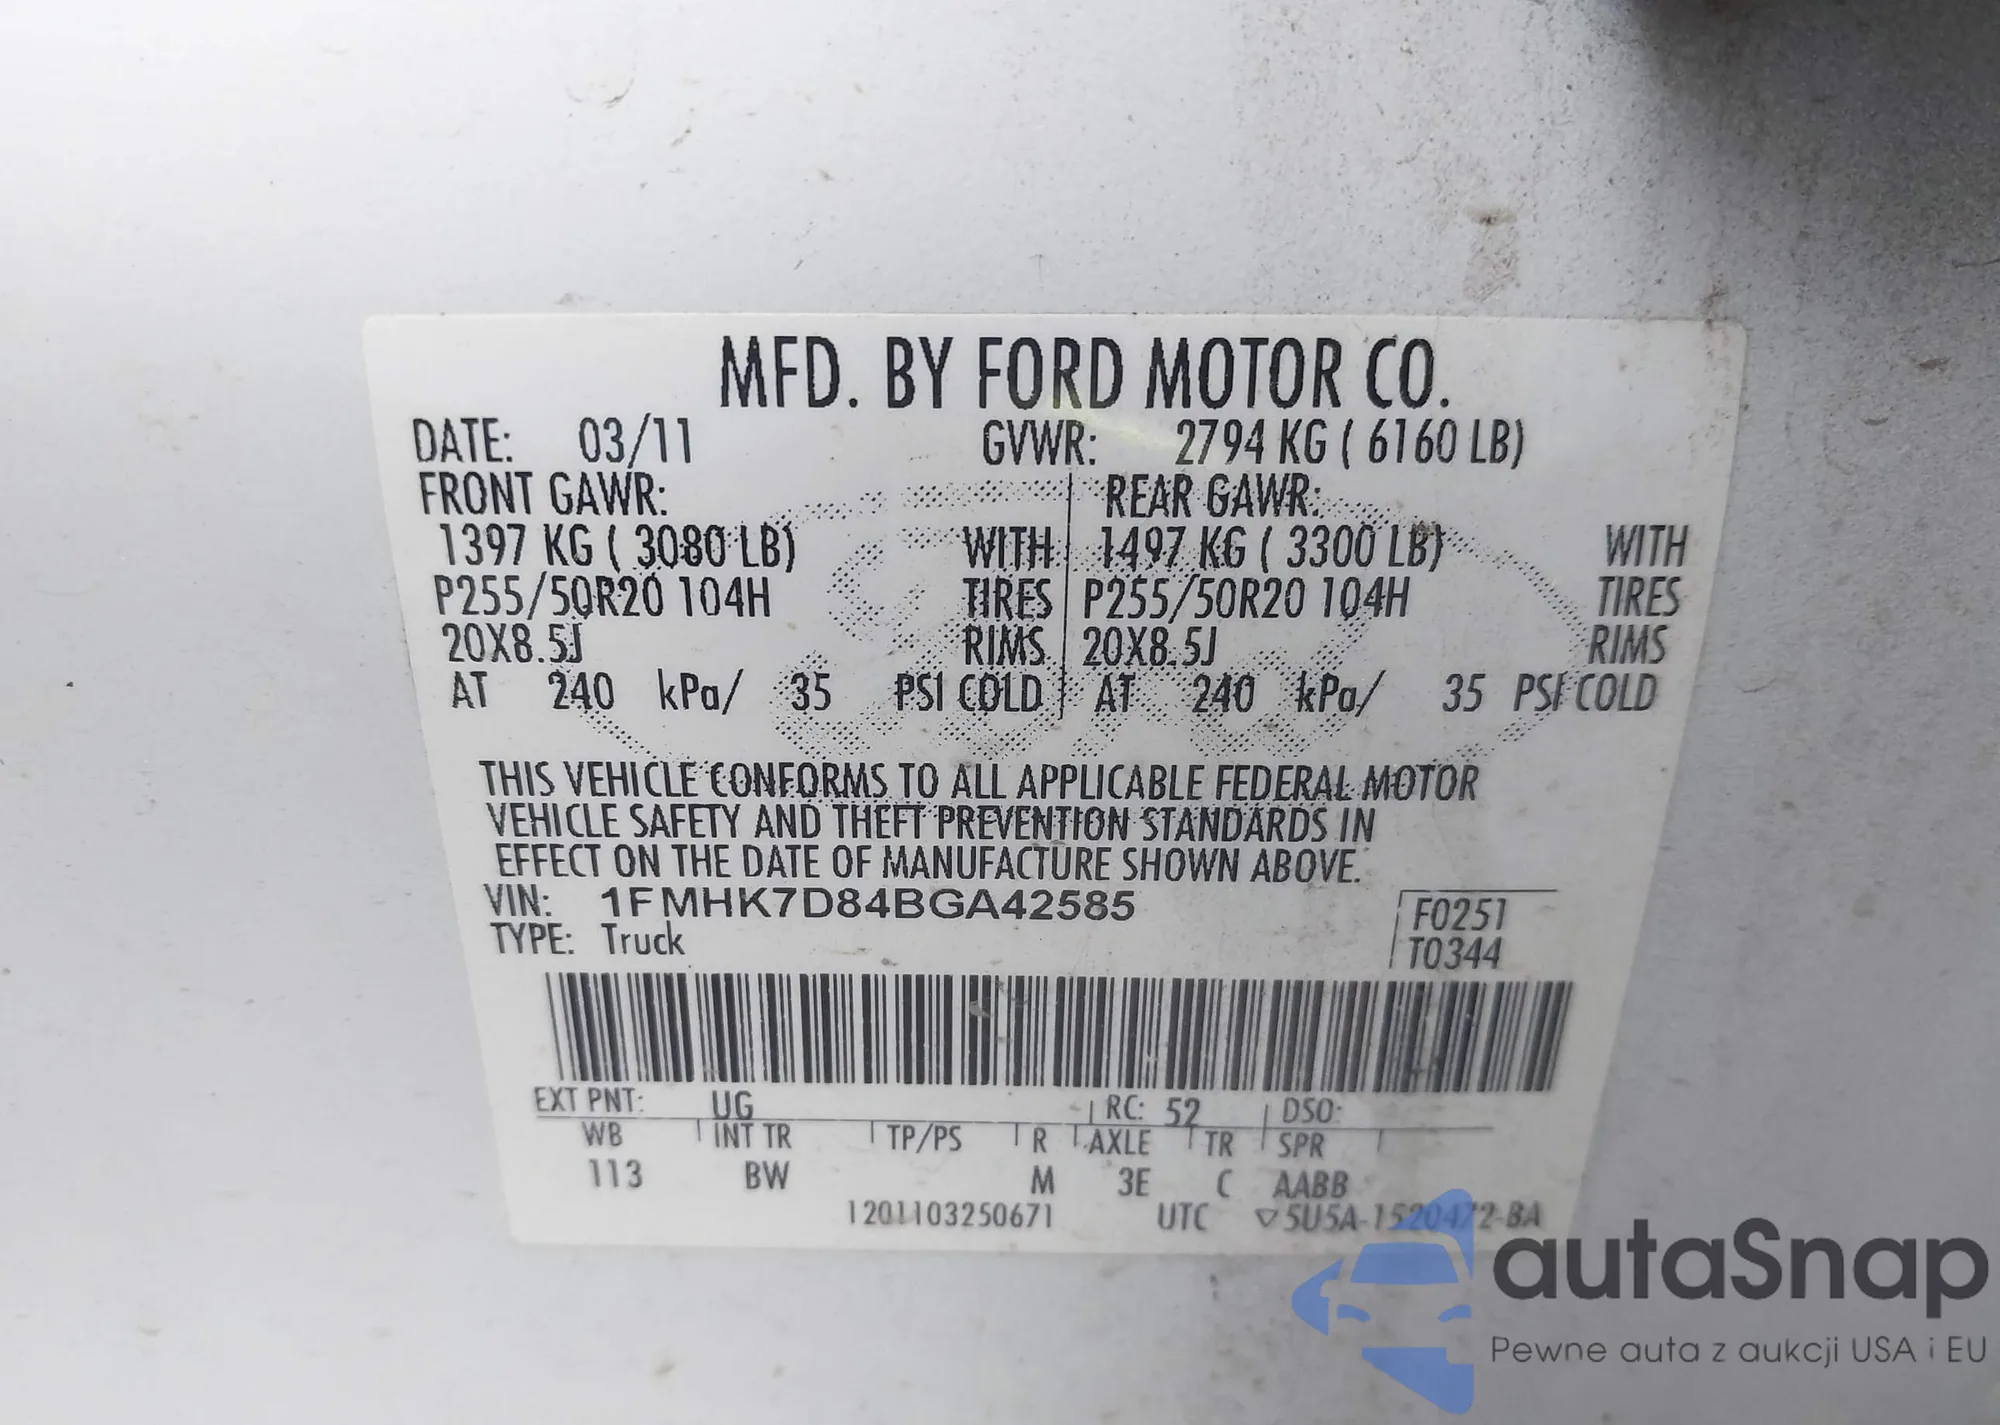 MFD. BY FORD MOTOR CO.
DATE: 03/11 GVWR: 2794 KG ( 6160 LB)
FRONT GAWR: REAR GAWR:
1397 KG ( 3080 LB) WITH 1497 KG ( 3300 LB) WITH
P255/50R20 104H TIRES P255/50R20 104H TIRES
20X8.5J RIMS 20X8.5J RIMS
AT 240 kPa/ 35 PSI COLD AT 240 kPa/ 35 PSI COLD
THIS VEHICLE CONFORMS TO ALL APPLICABLE FEDERAL MOTOR
VEHICLE SAFETY AND THEFT PREVENTION STANDARDS IN
EFFECT ON THE DATE OF MANUFACTURE SHOWN ABOVE.
VIN: 1FMHK7D84BGA42585
F0251
TYPE: Truck
T0344
EXT PNT: UG RC: 52 DSO:
WB INT TR TP/PS R AXLE TR SPR
113 BW M 3E C AABB
1201103250671 UTC ▽5U5A-1520472-BA
autaSnap
Pewne auta z aukcji USA i EU